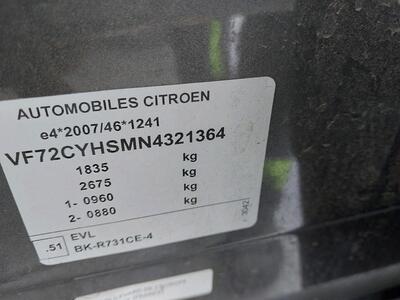 AUTOMOBILES CITROEN
e4*2007/46*1241
VF72CYHSMN4321364
1835 kg
2675 kg
1- 0960 kg
2- 0880 kg
3042
.51 EVL
BK-R731CE-4